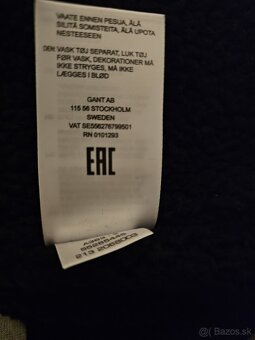 VAATE ENNEN PESUA, ÄLÄ
SILITÄ SOMISTEITA, ÄLÄ UPOTA
NESTEESEEN
DEN: VASK TØJ SEPARAT, LUK TØJ
FØR VASK, DEKORATIONER MÅ
IKKE STRYGES, MÅ IKKE
LÆGGES I BLØD
GANT AB
115 56 STOCKHOLM
SWEDEN
VAT SE556276799501
RN 0101293
EAC
213 2068003
Bazos.sk